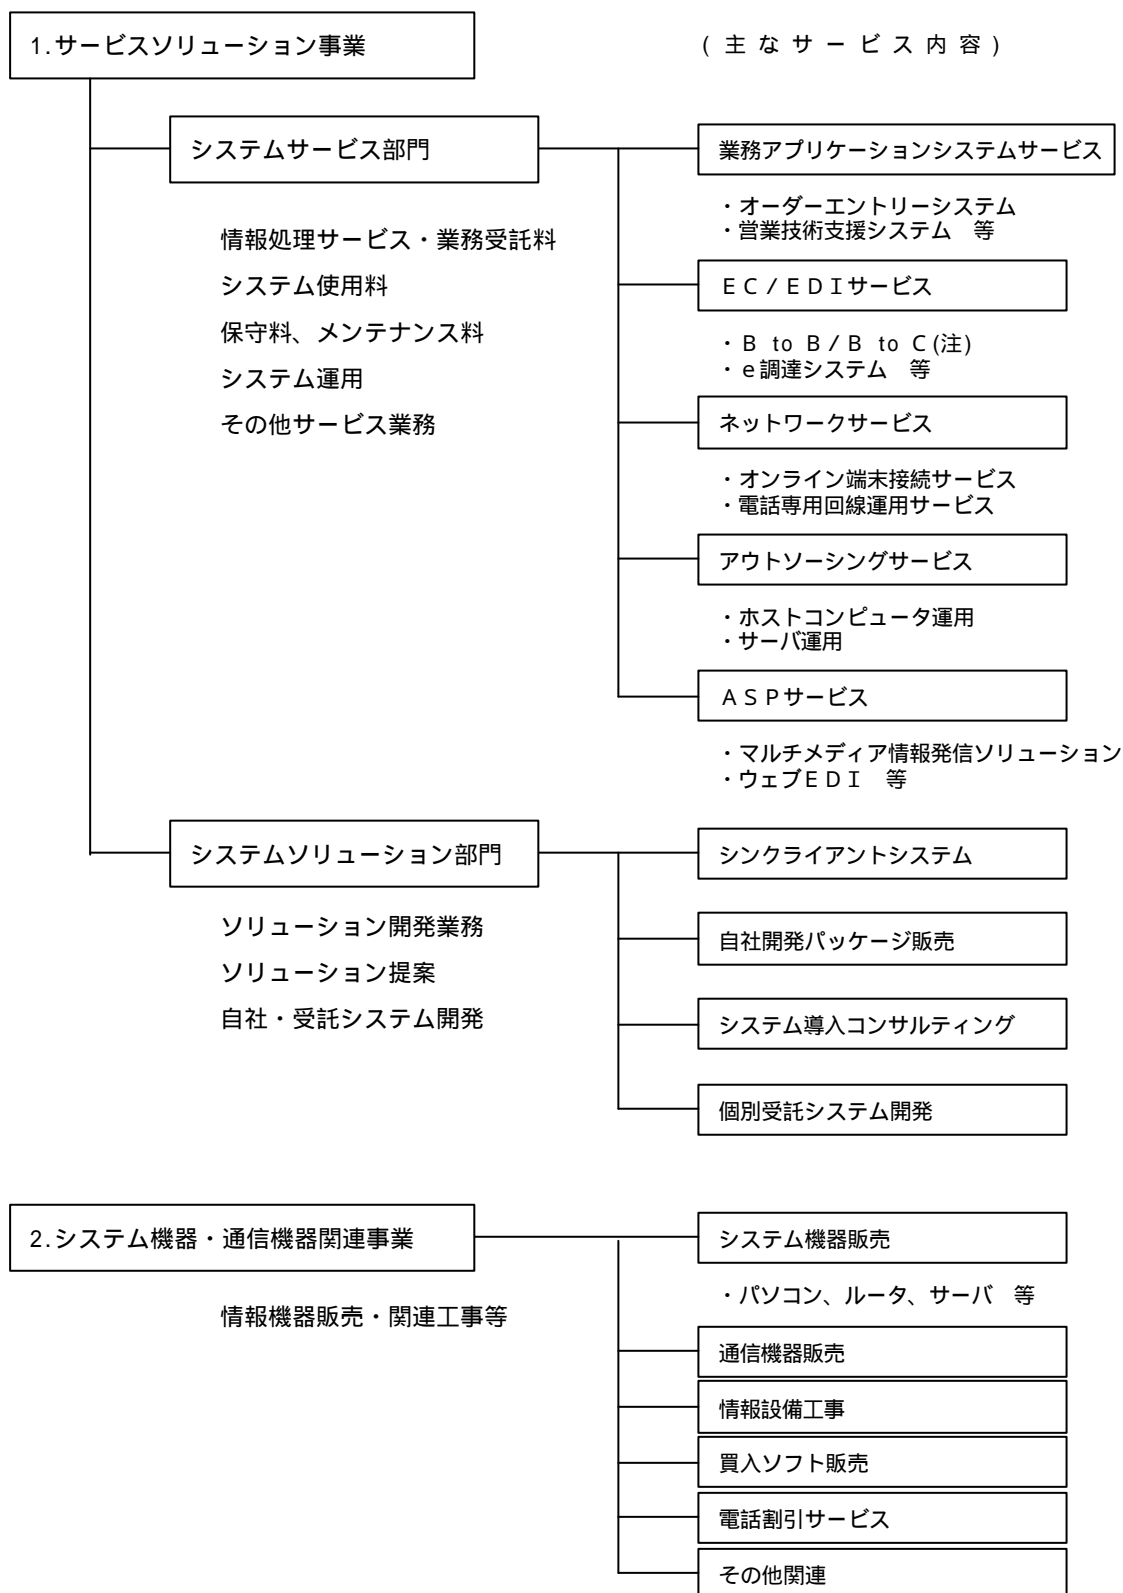 1.サービスソリューション事業
(主なサービス内容)
システムサービス部門
情報処理サービス・業務受託料
システム使用料
保守料、メンテナンス料
システム運用
その他サービス業務
業務アプリケーションシステムサービス
・オーダーエントリーシステム
・営業技術支援システム　等
ＥＣ／ＥＤＩサービス
・Ｂ to Ｂ／Ｂ to Ｃ(注)
・ｅ調達システム　等
ネットワークサービス
・オンライン端末接続サービス
・電話専用回線運用サービス
アウトソーシングサービス
・ホストコンピュータ運用
・サーバ運用
ＡＳＰサービス
・マルチメディア情報発信ソリューション
・ウェブＥＤＩ　等
システムソリューション部門
ソリューション開発業務
ソリューション提案
自社・受託システム開発
シンクライアントシステム
自社開発パッケージ販売
システム導入コンサルティング
個別受託システム開発
2.システム機器・通信機器関連事業
情報機器販売・関連工事等
システム機器販売
・パソコン、ルータ、サーバ　等
通信機器販売
情報設備工事
買入ソフト販売
電話割引サービス
その他関連